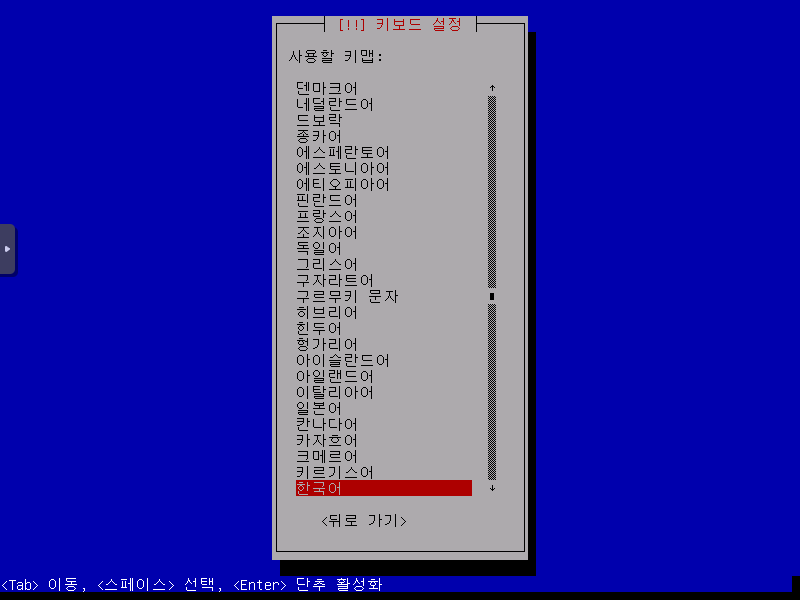 [!!] 키보드 설정
사용할 키맵:
덴마크어
네덜란드어
드보락
종카어
에스페란토어
에스토니아어
에티오피아어
핀란드어
프랑스어
조지아어
독일어
그리스어
구자라트어
구르무키 문자
히브리어
힌두어
헝가리어
아이슬란드어
아일랜드어
이탈리아어
일본어
칸나다어
카자흐어
크메르어
키르기스어
한국어
<뒤로 가기>
<Tab> 이동, <스페이스> 선택, <Enter> 단추 활성화